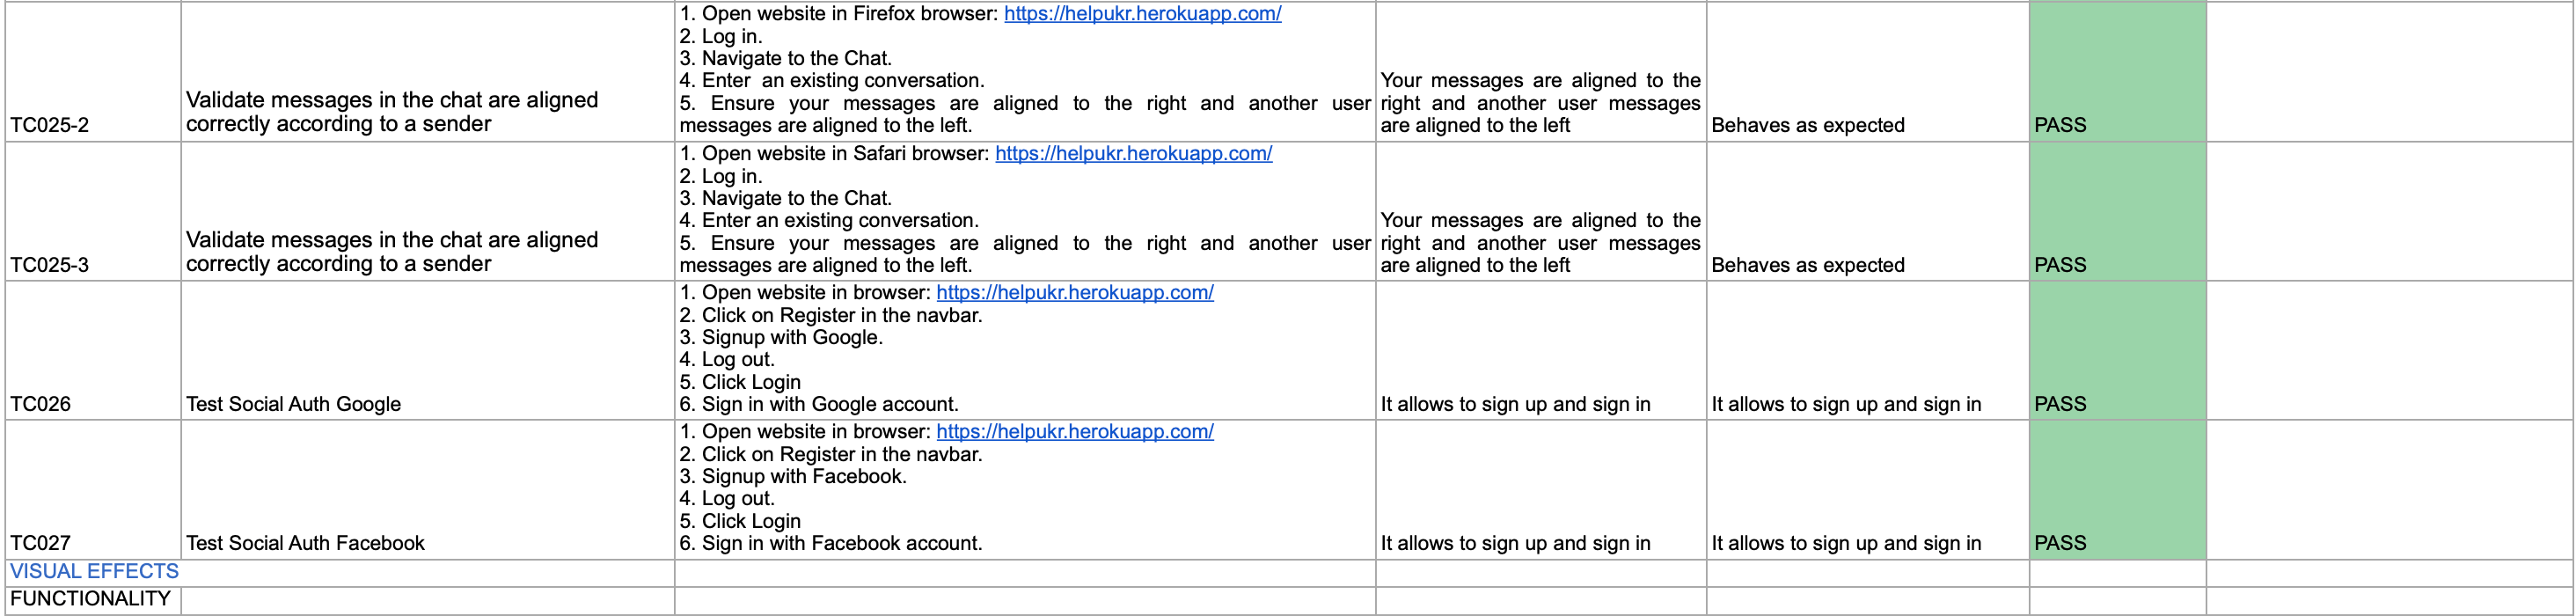 TC025-2
Validate messages in the chat are aligned
correctly according to a sender
1. Open website in Firefox browser: https://helpukr.herokuapp.com/
2. Log in.
3. Navigate to the Chat.
4. Enter  an existing conversation.
5. Ensure your messages are aligned to the right and another user
messages are aligned to the left.
Your messages are aligned to the
right and another user messages
are aligned to the left
Behaves as expected
PASS
TC025-3
Validate messages in the chat are aligned
correctly according to a sender
1. Open website in Safari browser: https://helpukr.herokuapp.com/
2. Log in.
3. Navigate to the Chat.
4. Enter an existing conversation.
5. Ensure your messages are aligned to the right and another user
messages are aligned to the left.
Your messages are aligned to the
right and another user messages
are aligned to the left
Behaves as expected
PASS
TC026
Test Social Auth Google
1. Open website in browser: https://helpukr.herokuapp.com/
2. Click on Register in the navbar.
3. Signup with Google.
4. Log out.
5. Click Login
6. Sign in with Google account.
It allows to sign up and sign in
It allows to sign up and sign in
PASS
TC027
Test Social Auth Facebook
1. Open website in browser: https://helpukr.herokuapp.com/
2. Click on Register in the navbar.
3. Signup with Facebook.
4. Log out.
5. Click Login
6. Sign in with Facebook account.
It allows to sign up and sign in
It allows to sign up and sign in
PASS
VISUAL EFFECTS
FUNCTIONALITY